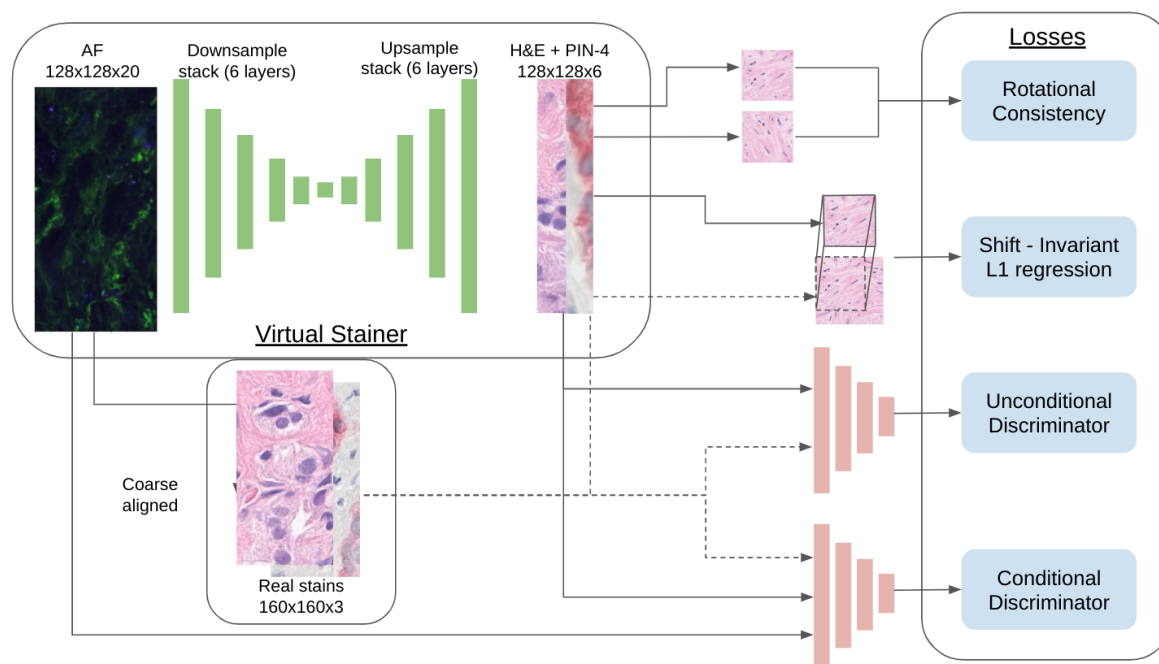 AF
128x128x20
Downsample
stack (6 layers)
Upsample
stack (6 layers)
H&E + PIN-4
128x128x6
Virtual Stainer
Coarse
aligned
Real stains
160x160x3
Losses
Rotational
Consistency
Shift - Invariant
L1 regression
Unconditional
Discriminator
Conditional
Discriminator